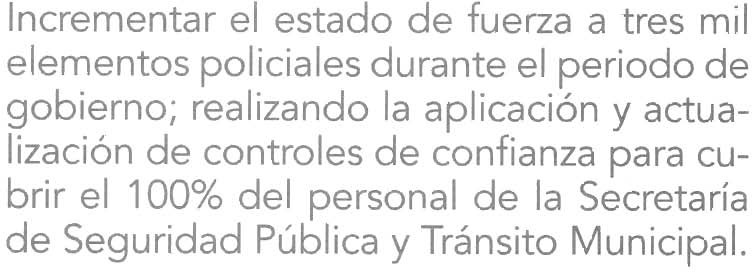 Incrementar el estado de fuerza a tres mil
elementos policiales durante el periodo de
gobierno; realizando la aplicación y actua-
lización de controles de confianza para cu-
brir el 100% del personal de la Secretaría
de Seguridad Pública y Tránsito Municipal.